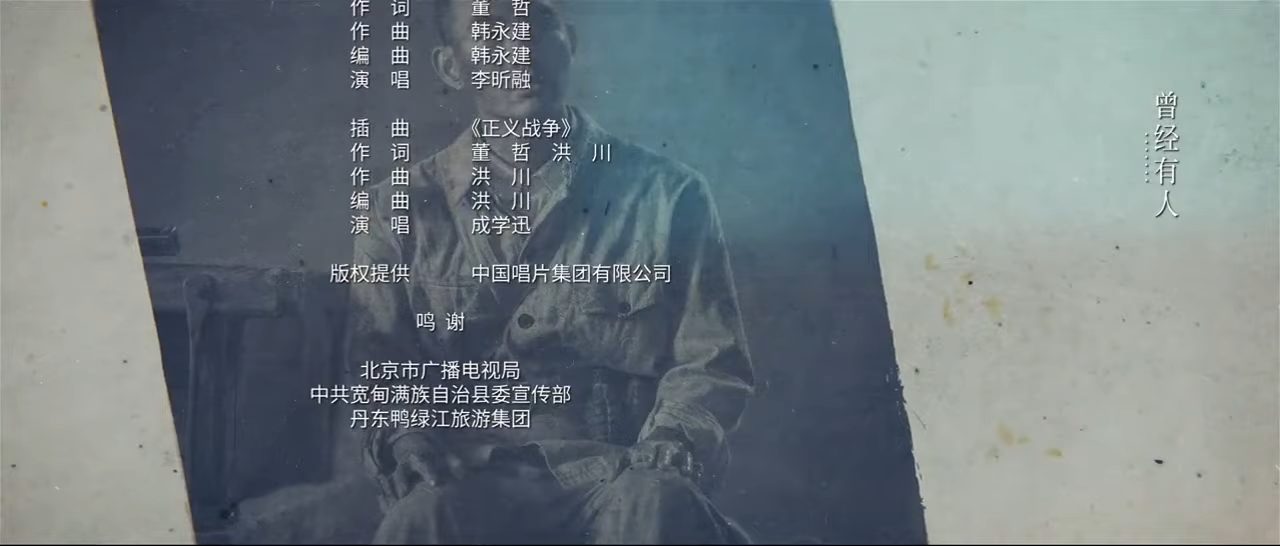 作 词 董 哲
作 曲 韩永建
编 曲 韩永建
演 唱 李昕融
插 曲 《正义战争》
作 词 董 哲 洪 川
作 曲 洪 川
编 曲 洪 川
演 唱 成学迅
版权提供 中国唱片集团有限公司
鸣 谢
北京市广播电视局
中共宽甸满族自治县委宣传部
丹东鸭绿江旅游集团
曾经有人
……